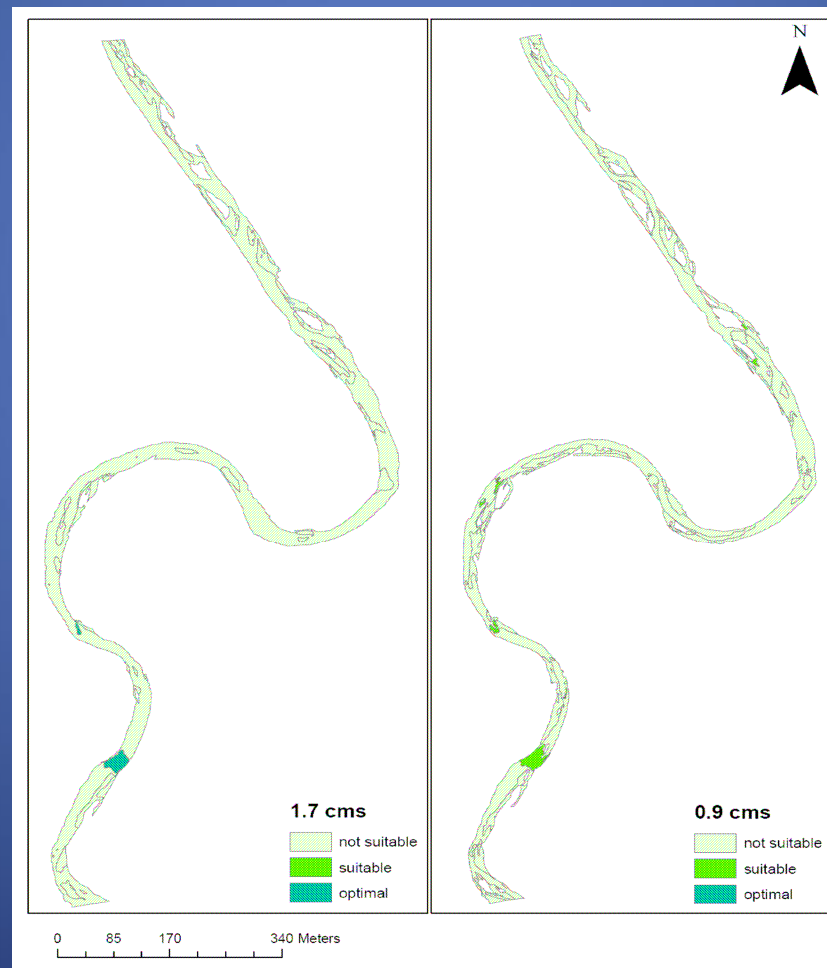 N
1.7 cms
not suitable
suitable
optimal
0.9 cms
not suitable
suitable
optimal
0 85 170 340 Meters